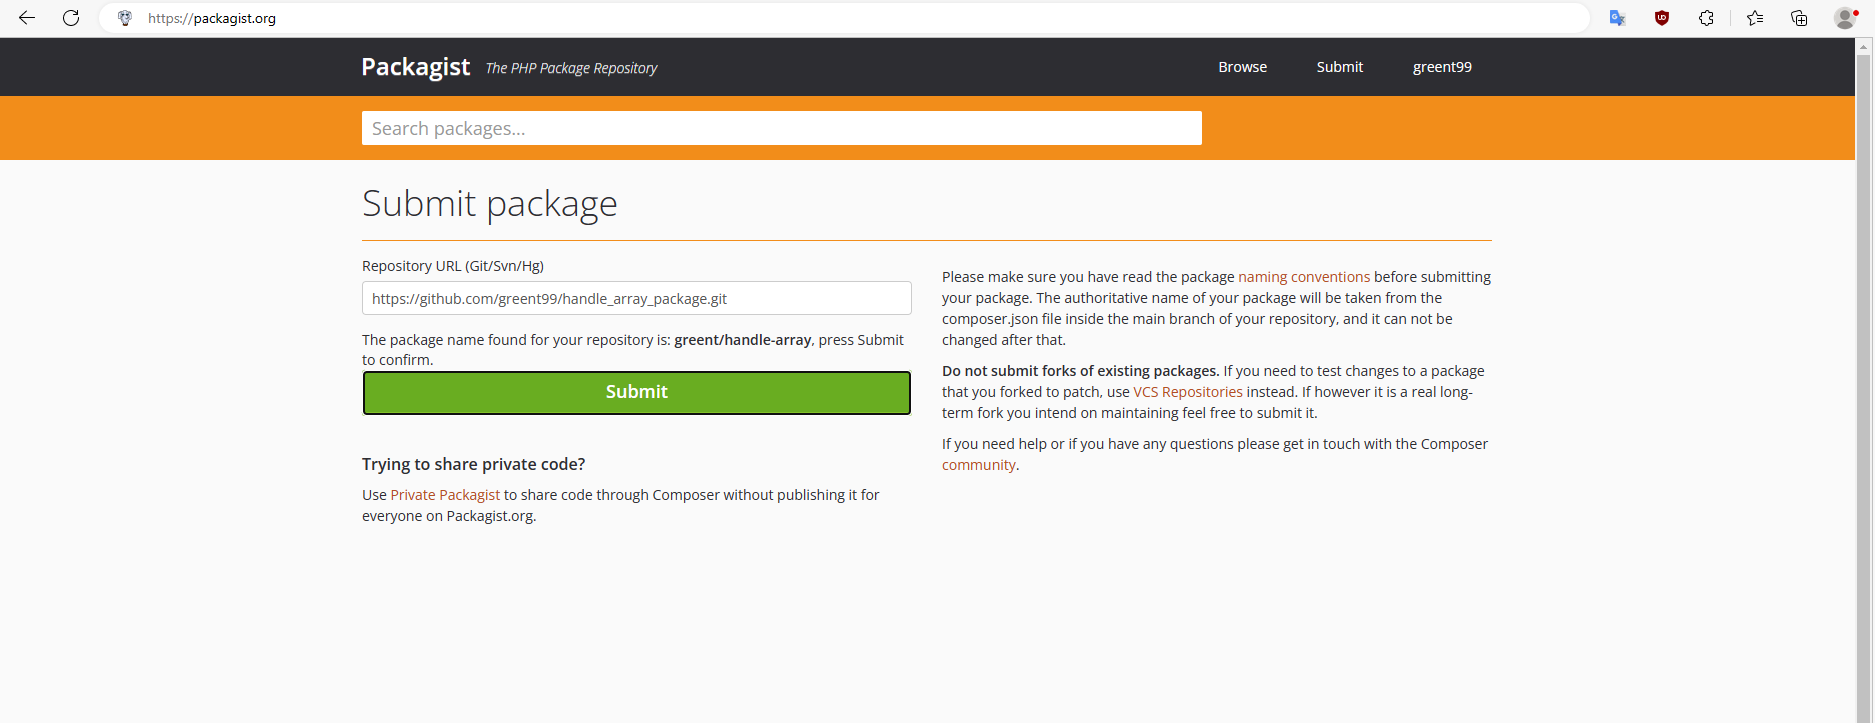 https://packagist.org
Packagist The PHP Package Repository
Browse Submit greent99
Search packages...
Submit package
Repository URL (Git/Svn/Hg)
https://github.com/greent99/handle_array_package.git
The package name found for your repository is: greent/handle-array, press Submit
to confirm.
Submit
Trying to share private code?
Use Private Packagist to share code through Composer without publishing it for
everyone on Packagist.org.
Please make sure you have read the package naming conventions before submitting
your package. The authoritative name of your package will be taken from the
composer.json file inside the main branch of your repository, and it can not be
changed after that.
Do not submit forks of existing packages. If you need to test changes to a package
that you forked to patch, use VCS Repositories instead. If however it is a real long-
term fork you intend on maintaining feel free to submit it.
If you need help or if you have any questions please get in touch with the Composer
community.